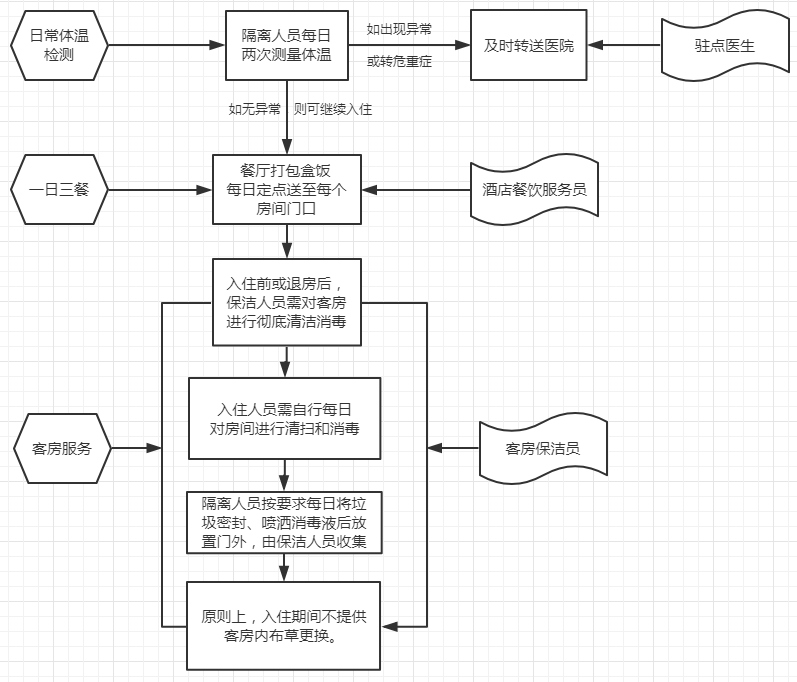 日常体温
检测
隔离人员每日
两次测量体温
如出现异常
或转危重症
及时转送医院
驻点医生
如无异常
则可继续入住
一日三餐
餐厅打包盒饭
每日定点送至每个
房间门口
酒店餐饮服务员
入住前或退房后，
保洁人员需对客房
进行彻底清洁消毒
入住人员需自行每日
对房间进行清扫和消毒
客房服务
客房保洁员
隔离人员按要求每日将垃
圾密封、喷洒消毒液后放
置门外，由保洁人员收集
原则上，入住期间不提供
客房内布草更换。